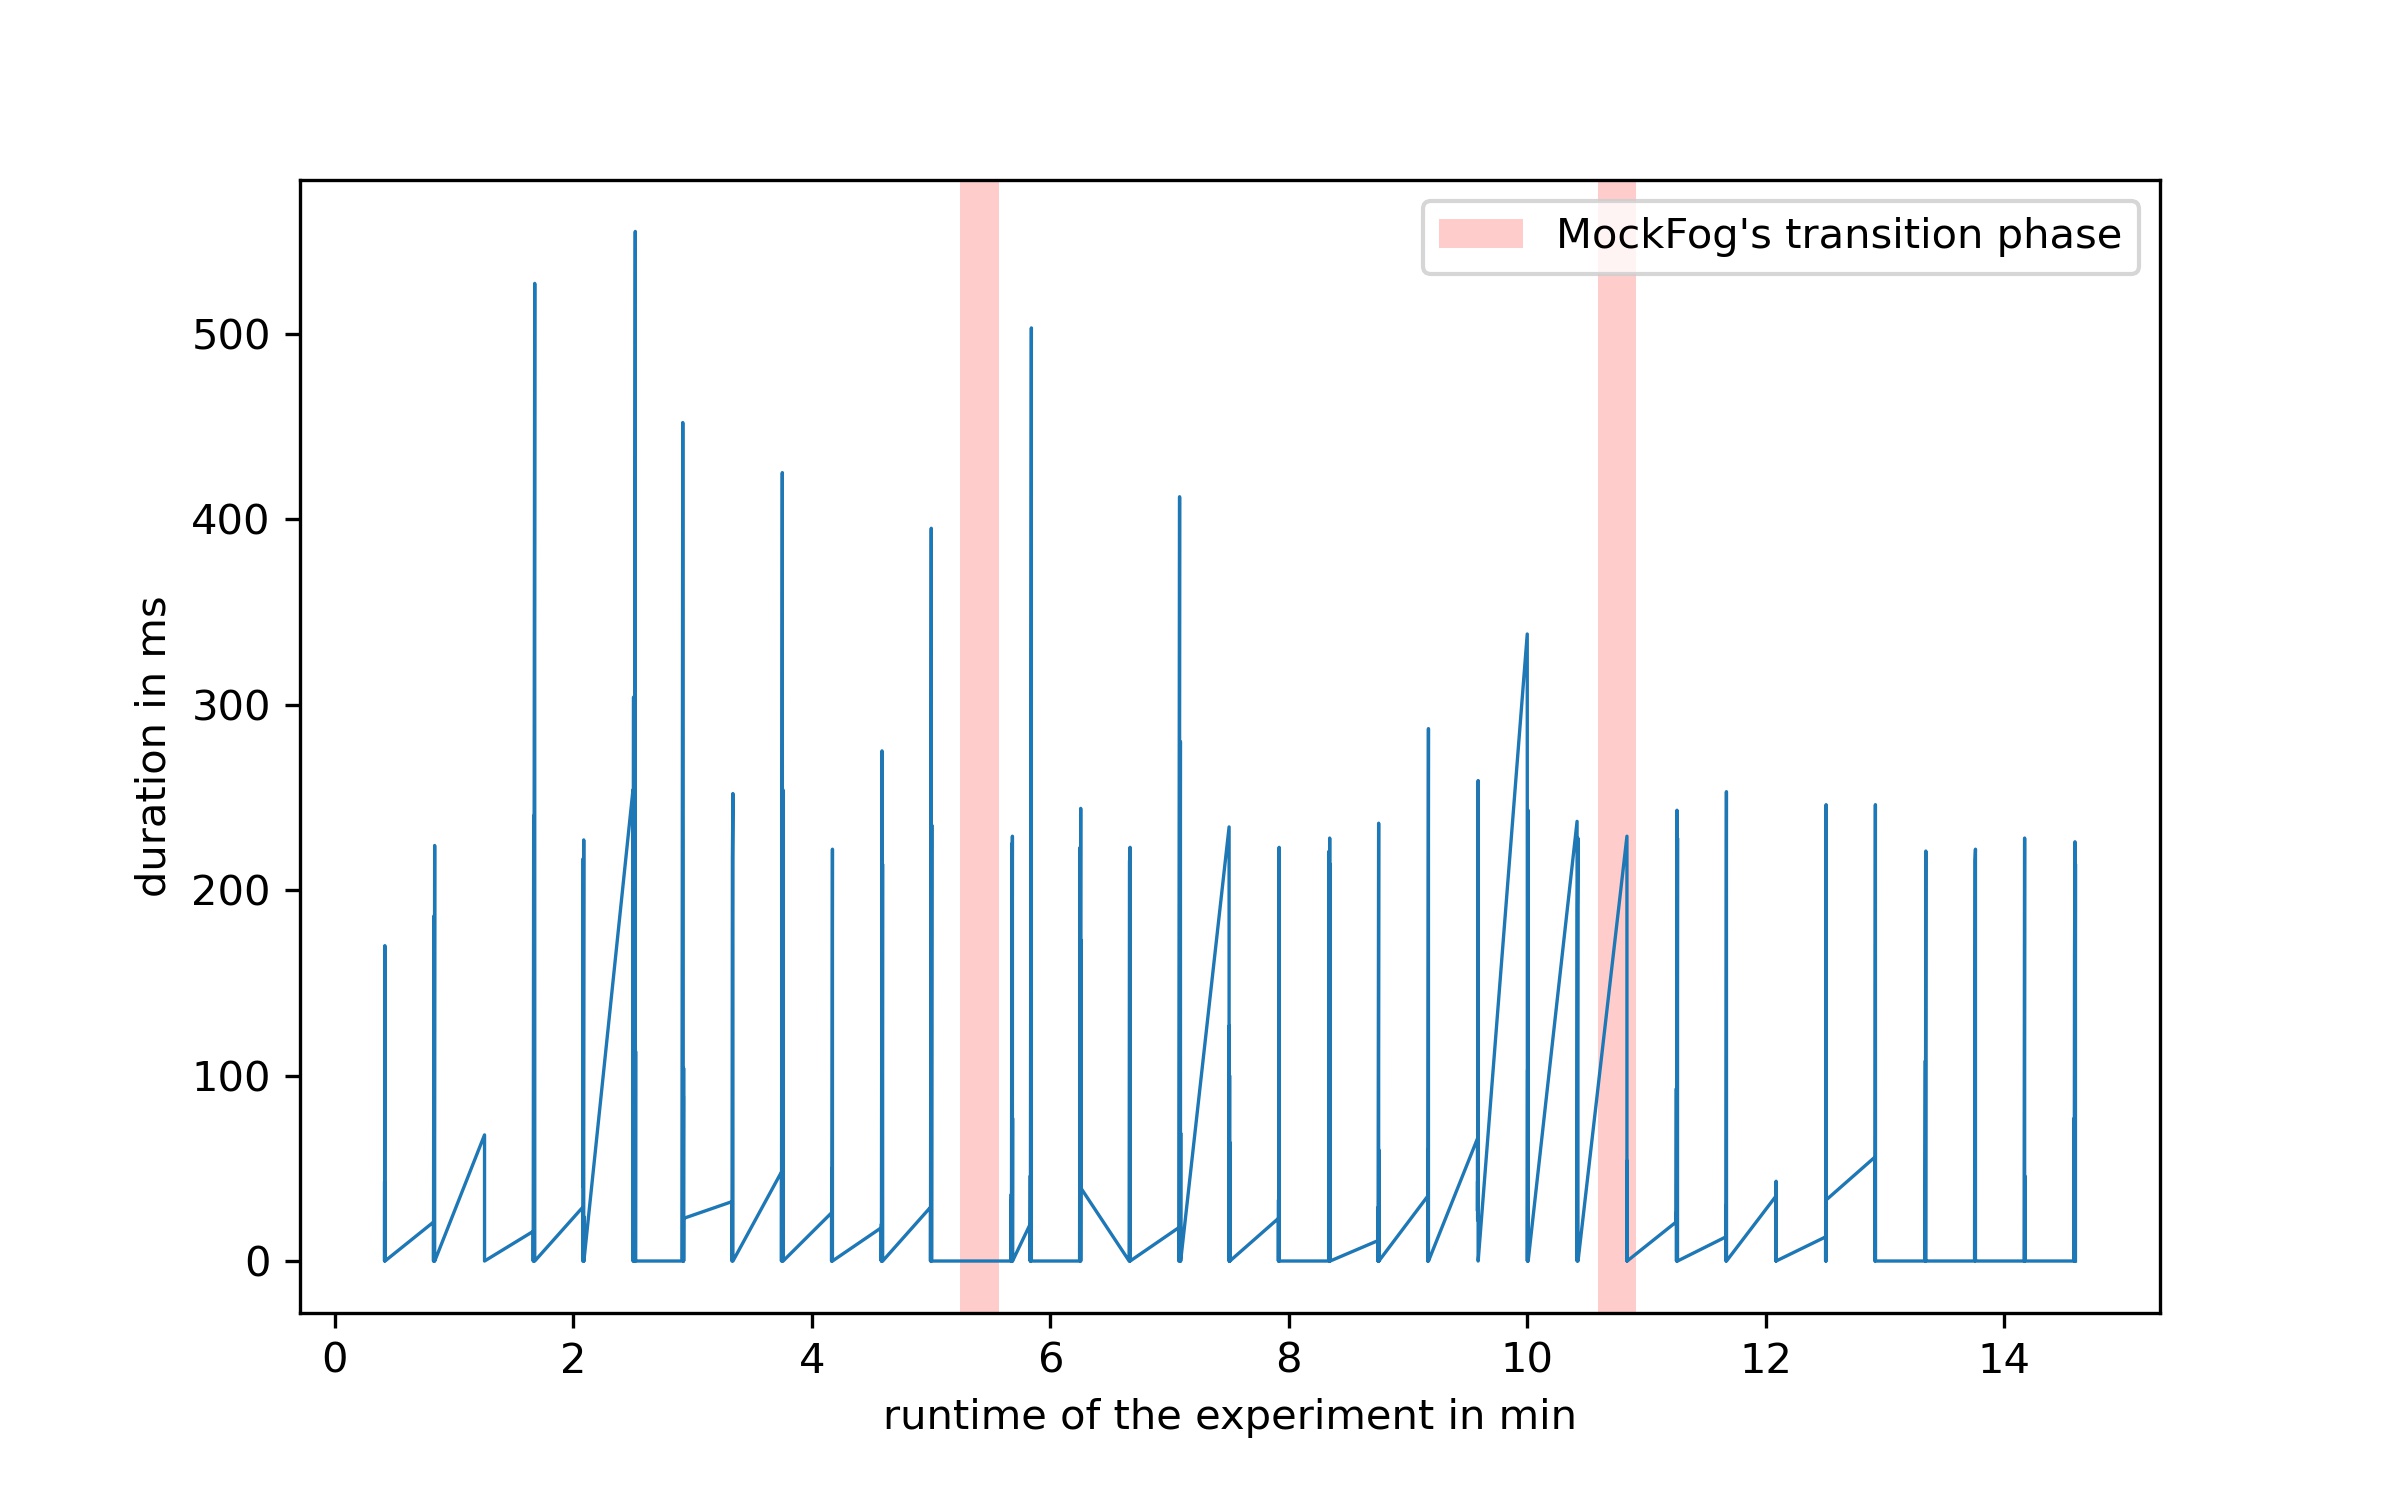 MockFog's transition phase
500
400
300
200
100
0
duration in ms
0 2 4 6 8 10 12 14
runtime of the experiment in min